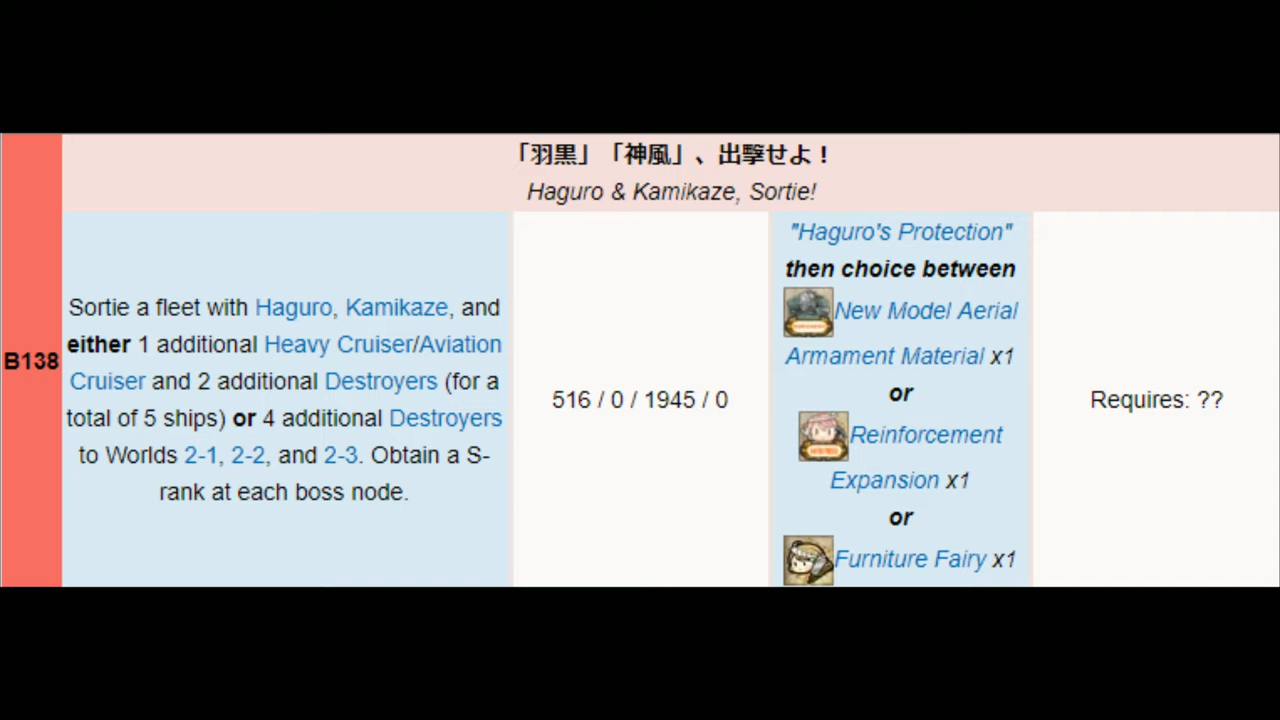 「羽黒」「神風」、出撃せよ！
Haguro & Kamikaze, Sortie!
B138
Sortie a fleet with Haguro, Kamikaze, and
either 1 additional Heavy Cruiser/Aviation
Cruiser and 2 additional Destroyers (for a
total of 5 ships) or 4 additional Destroyers
to Worlds 2-1, 2-2, and 2-3. Obtain a S-
rank at each boss node.
516 / 0 / 1945 / 0
"Haguro's Protection"
then choice between
New Model Aerial
Armament Material x1
or
Reinforcement
Expansion x1
or
Furniture Fairy x1
Requires: ??